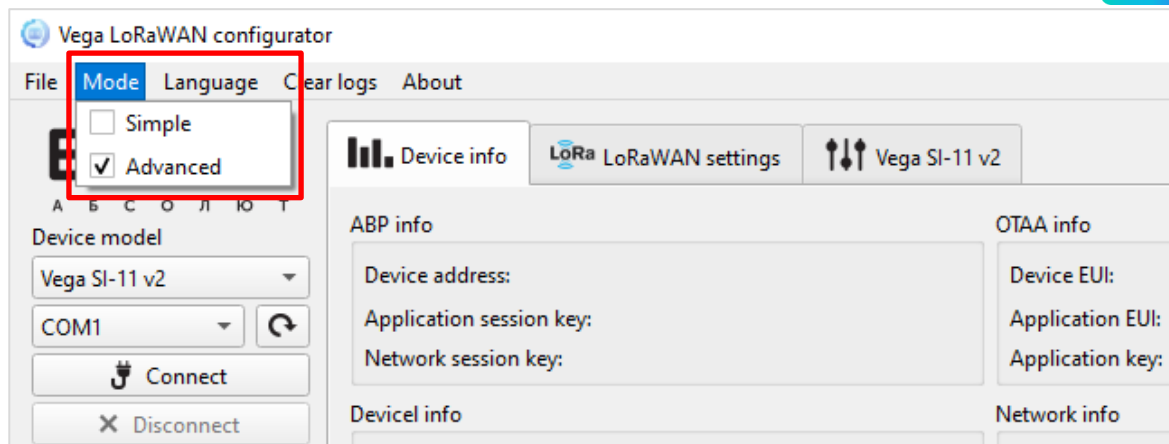 Vega LoRaWAN configurator
File Mode Language Clear logs About
Simple
Advanced
А Б С О Л Ю Т
Device model
Vega SI-11 v2
COM1
Connect
Disconnect
Device info LoRa LoRaWAN settings Vega SI-11 v2
ABP info
Device address:
Application session key:
Network session key:
Devicel info
OTAA info
Device EUI:
Application EUI:
Application key:
Network info